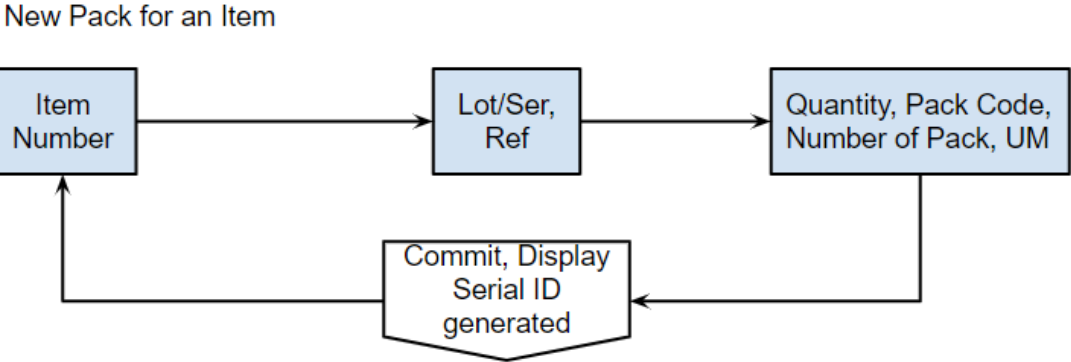 New Pack for an Item
Item
Number
Lot/Ser,
Ref
Quantity, Pack Code,
Number of Pack, UM
Commit, Display
Serial ID
generated